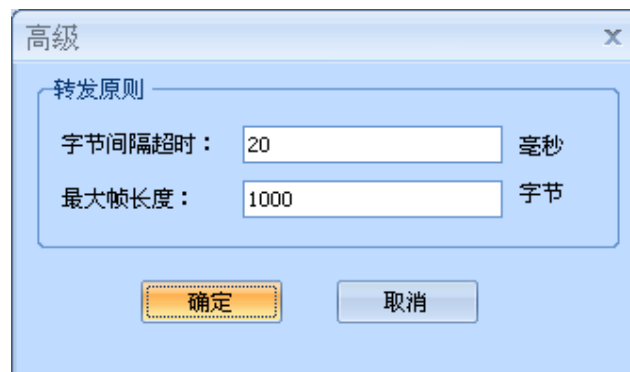 高级
转发原则
字节间隔超时： 20 毫秒
最大帧长度： 1000 字节
确定 取消